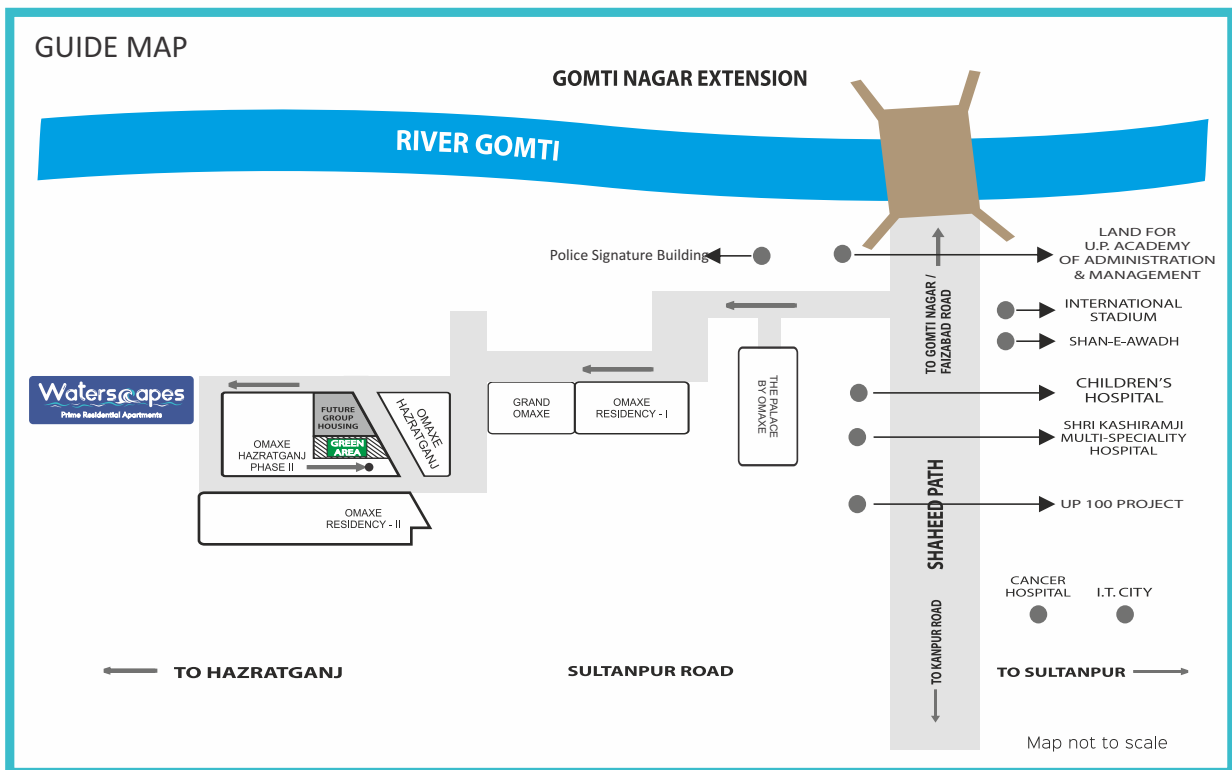 GUIDE MAP
GOMTI NAGAR EXTENSION
RIVER GOMTI
Police Signature Building
LAND FOR
U.P. ACADEMY
OF ADMINISTRATION
& MANAGEMENT
TO GOMTI NAGAR /
FAIZABAD ROAD
INTERNATIONAL
STADIUM
SHAN-E-AWADH
CHILDREN'S
HOSPITAL
SHRI KASHIRAMJI
MULTI-SPECIALITY
HOSPITAL
UP 100 PROJECT
Waterscapes
Prime Residential Apartments
FUTURE
GROUP
HOUSING
GREEN
AREA
OMAXE
HAZRATGANJ
PHASE II
OMAXE
HAZRATGANJ
GRAND
OMAXE
OMAXE
RESIDENCY - I
THE PALACE
BY OMAXE
OMAXE
RESIDENCY - II
SHAHEED PATH
CANCER
HOSPITAL
I.T. CITY
TO KANPUR ROAD
TO HAZRATGANJ
SULTANPUR ROAD
TO SULTANPUR
Map not to scale